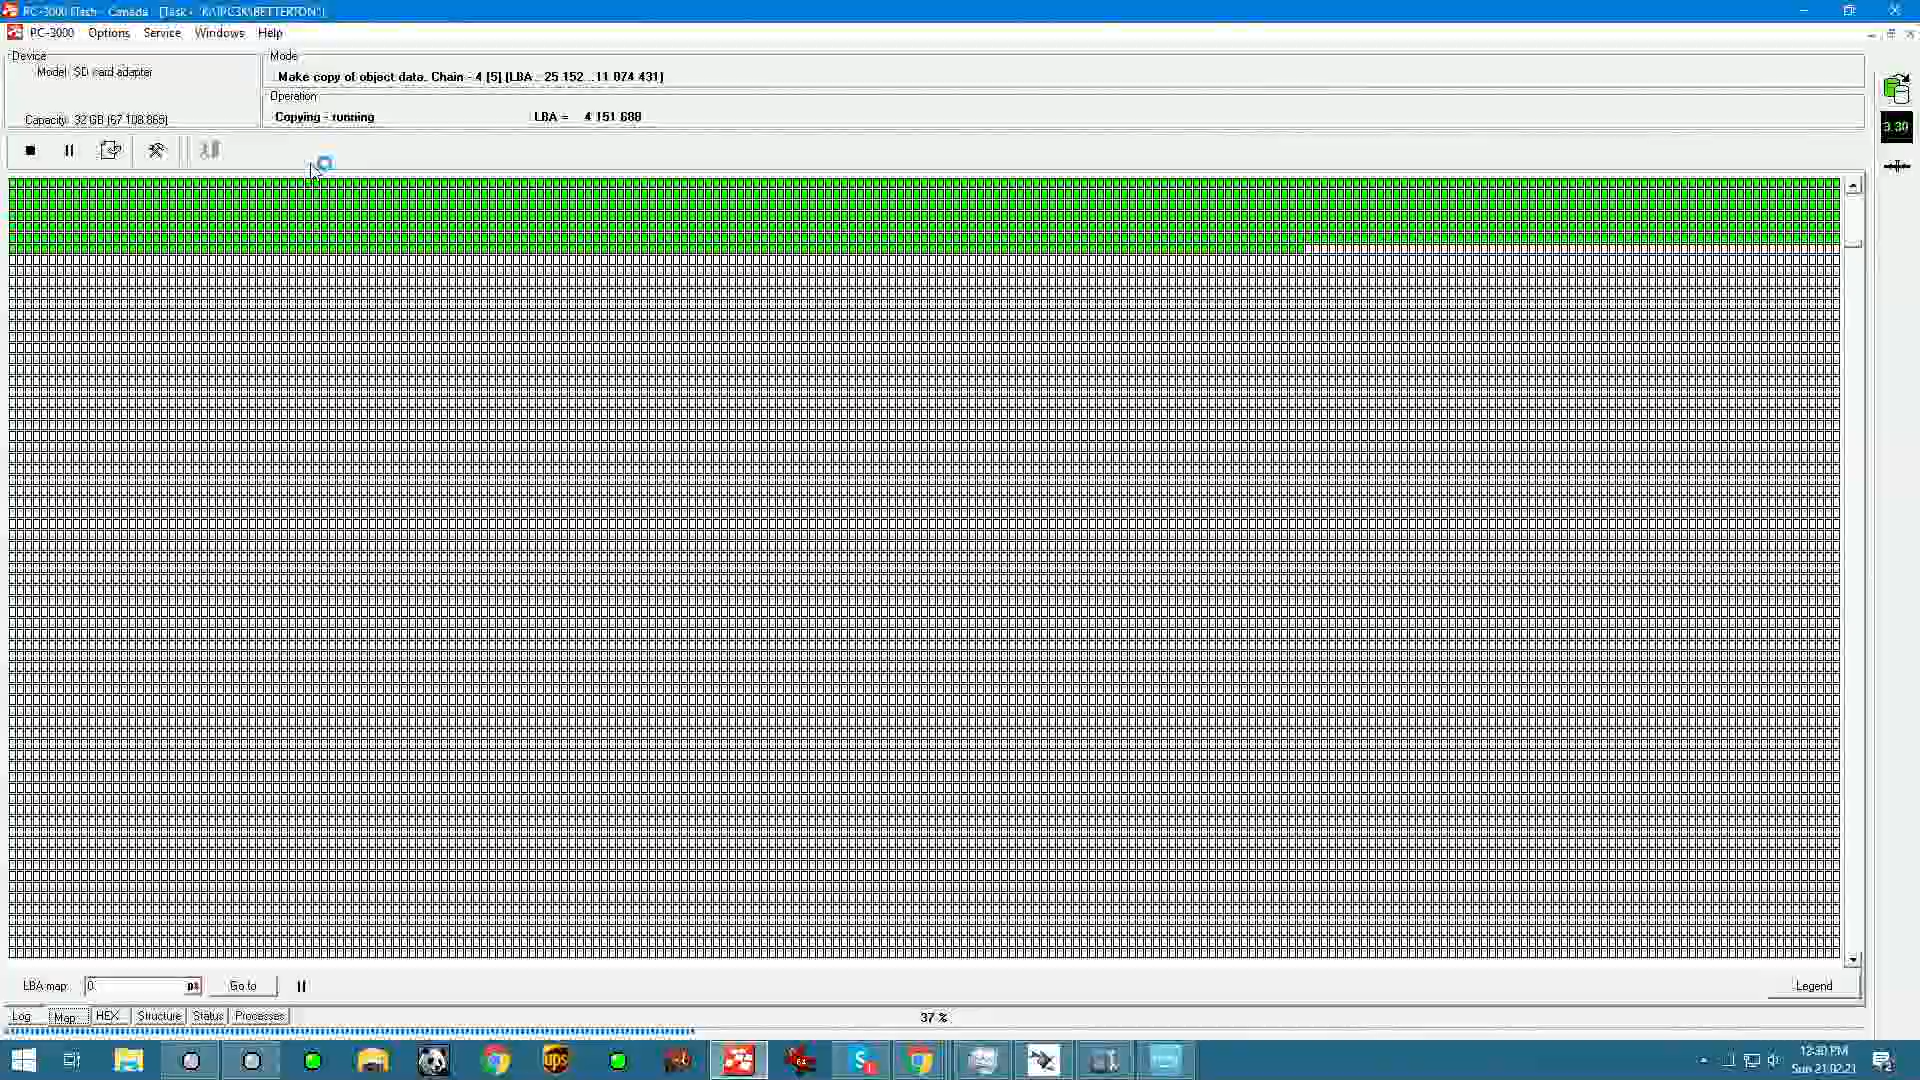 PC-3000 Flash - Canada - [Task - "K:\!PC3K\BETTERTON"]
PC-3000 Options Service Windows Help
Device
Model: SD card adapter
Capacity: 32 GB (67 108 865)
Mode
Make copy of object data. Chain - 4 [5] (LBA .. 25 152 .. 11 074 431)
Operation
Copying - running LBA = 4 151 688
3.30
LBA map: 0 Go to Legend
Log Map HEX Structure Status Processes
37 %
ups
S
12:30 PM
Sun 21.02.21